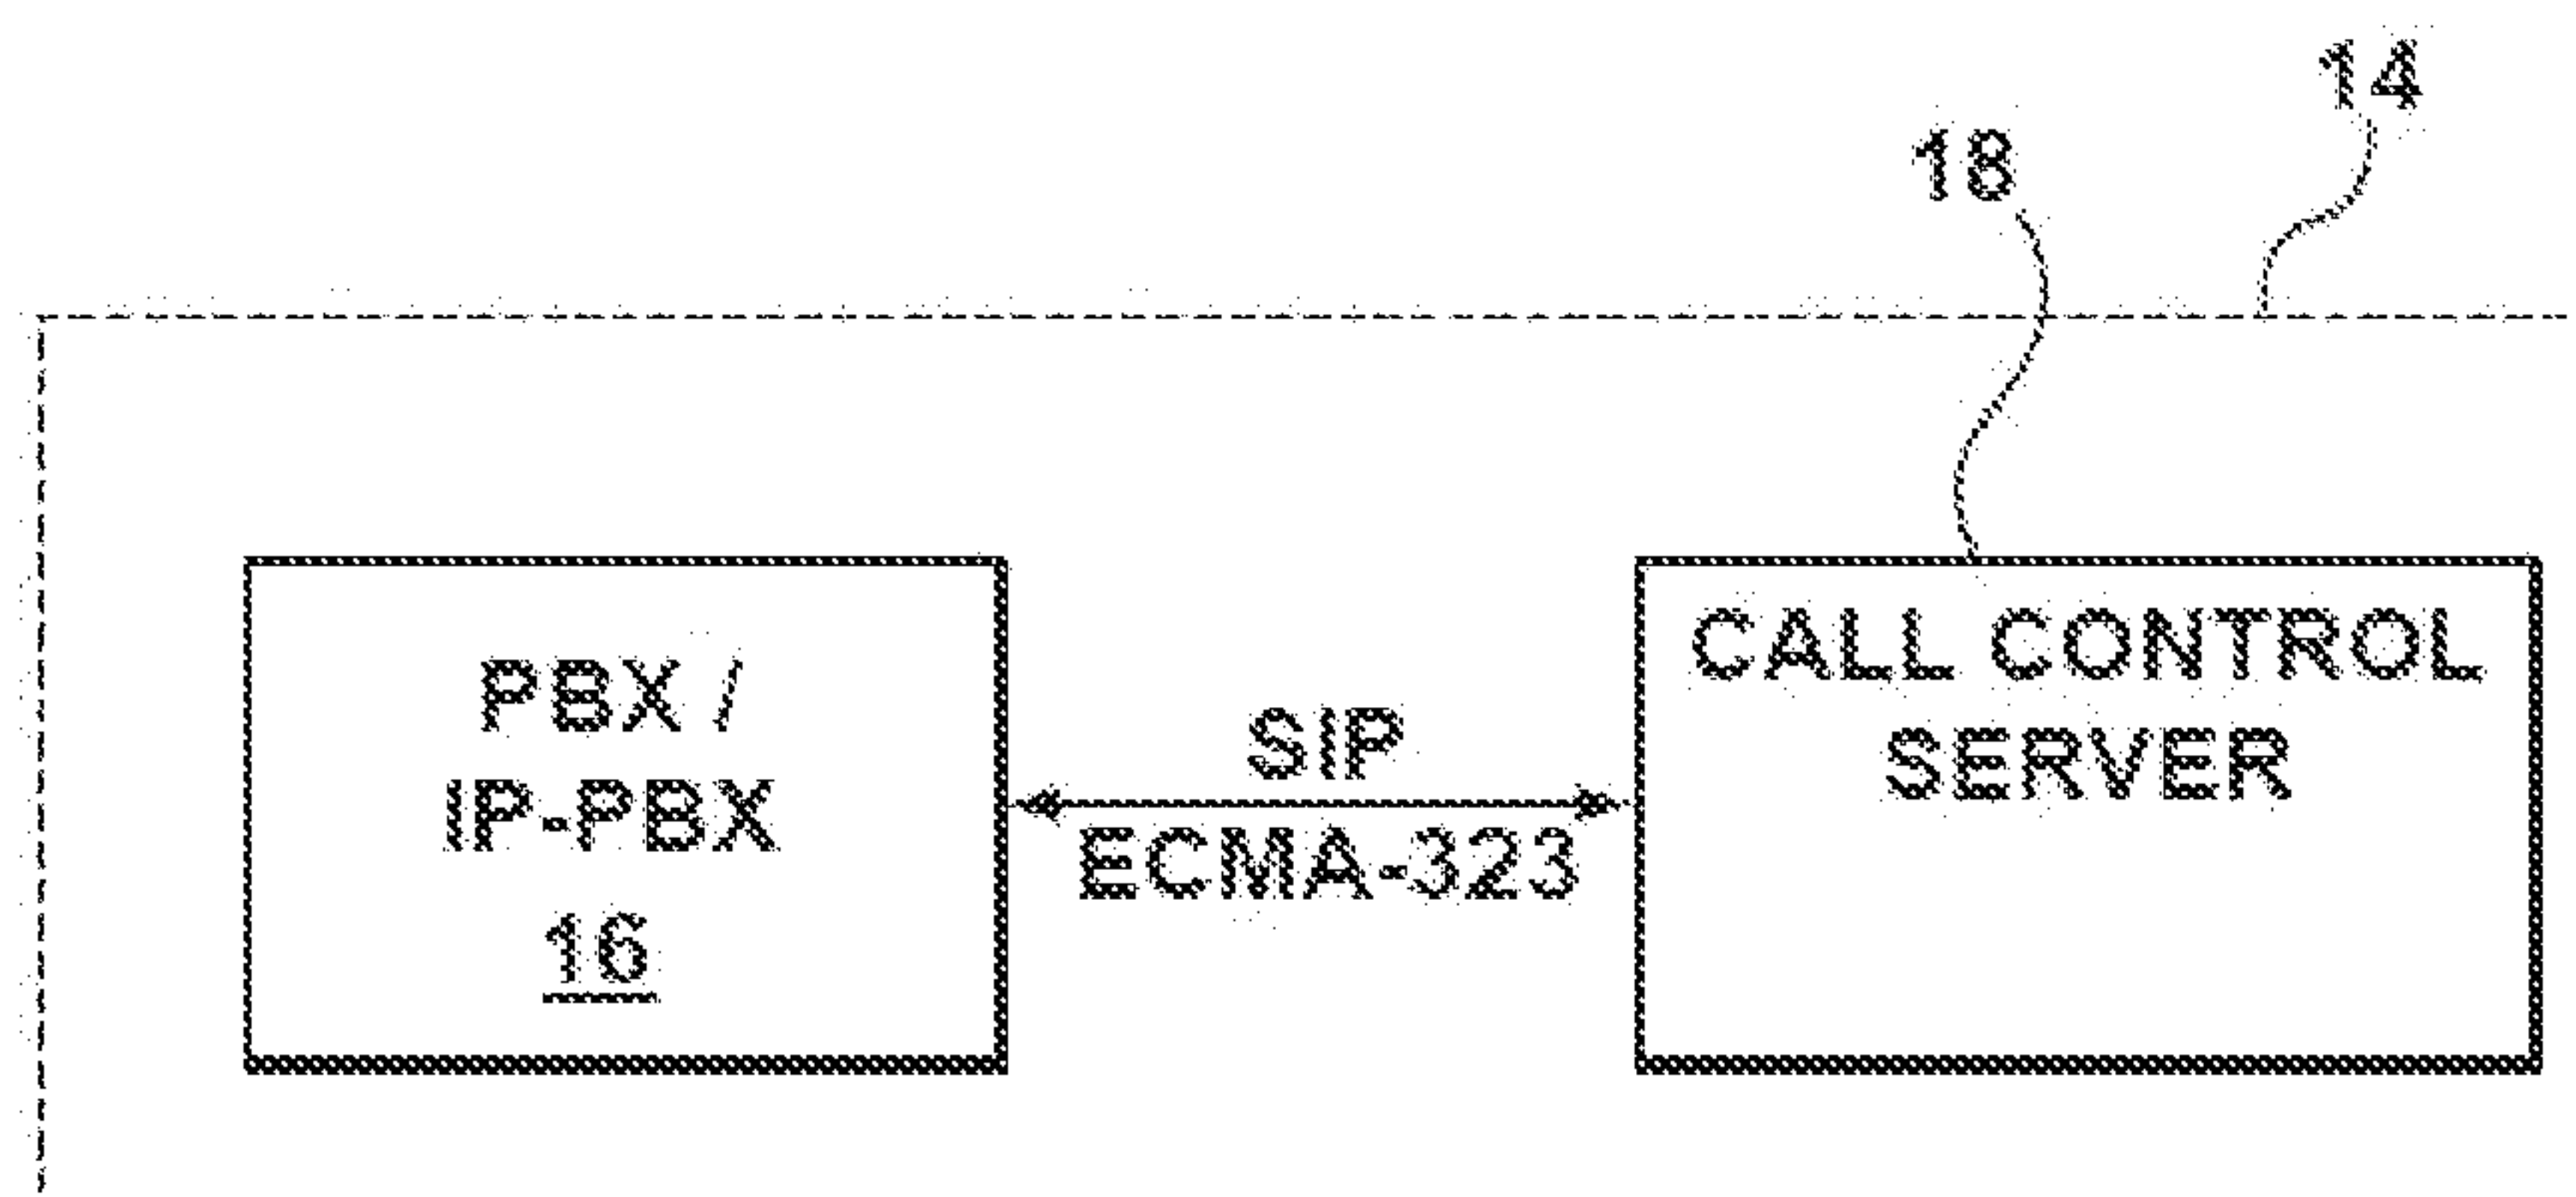 14
18
PBX /
IP-PBX
16
SIP
ECMA-323
CALL CONTROL
SERVER